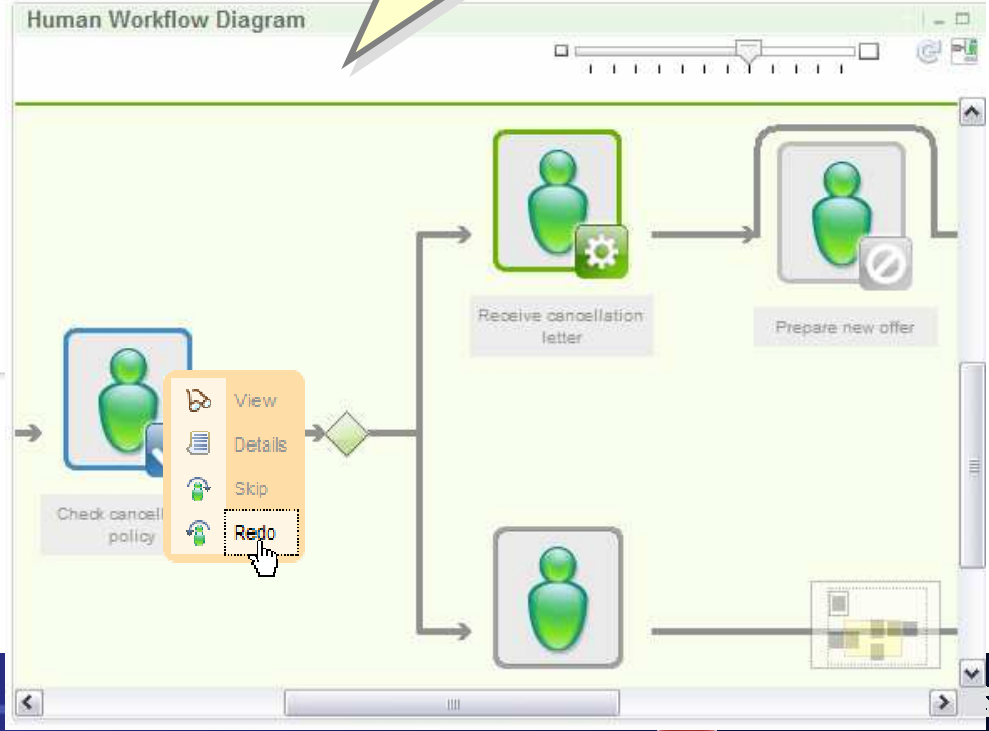 Human Workflow Diagram
Receive cancellation
letter
Prepare new offer
View
Details
Skip
Redo
Check cancell
policy